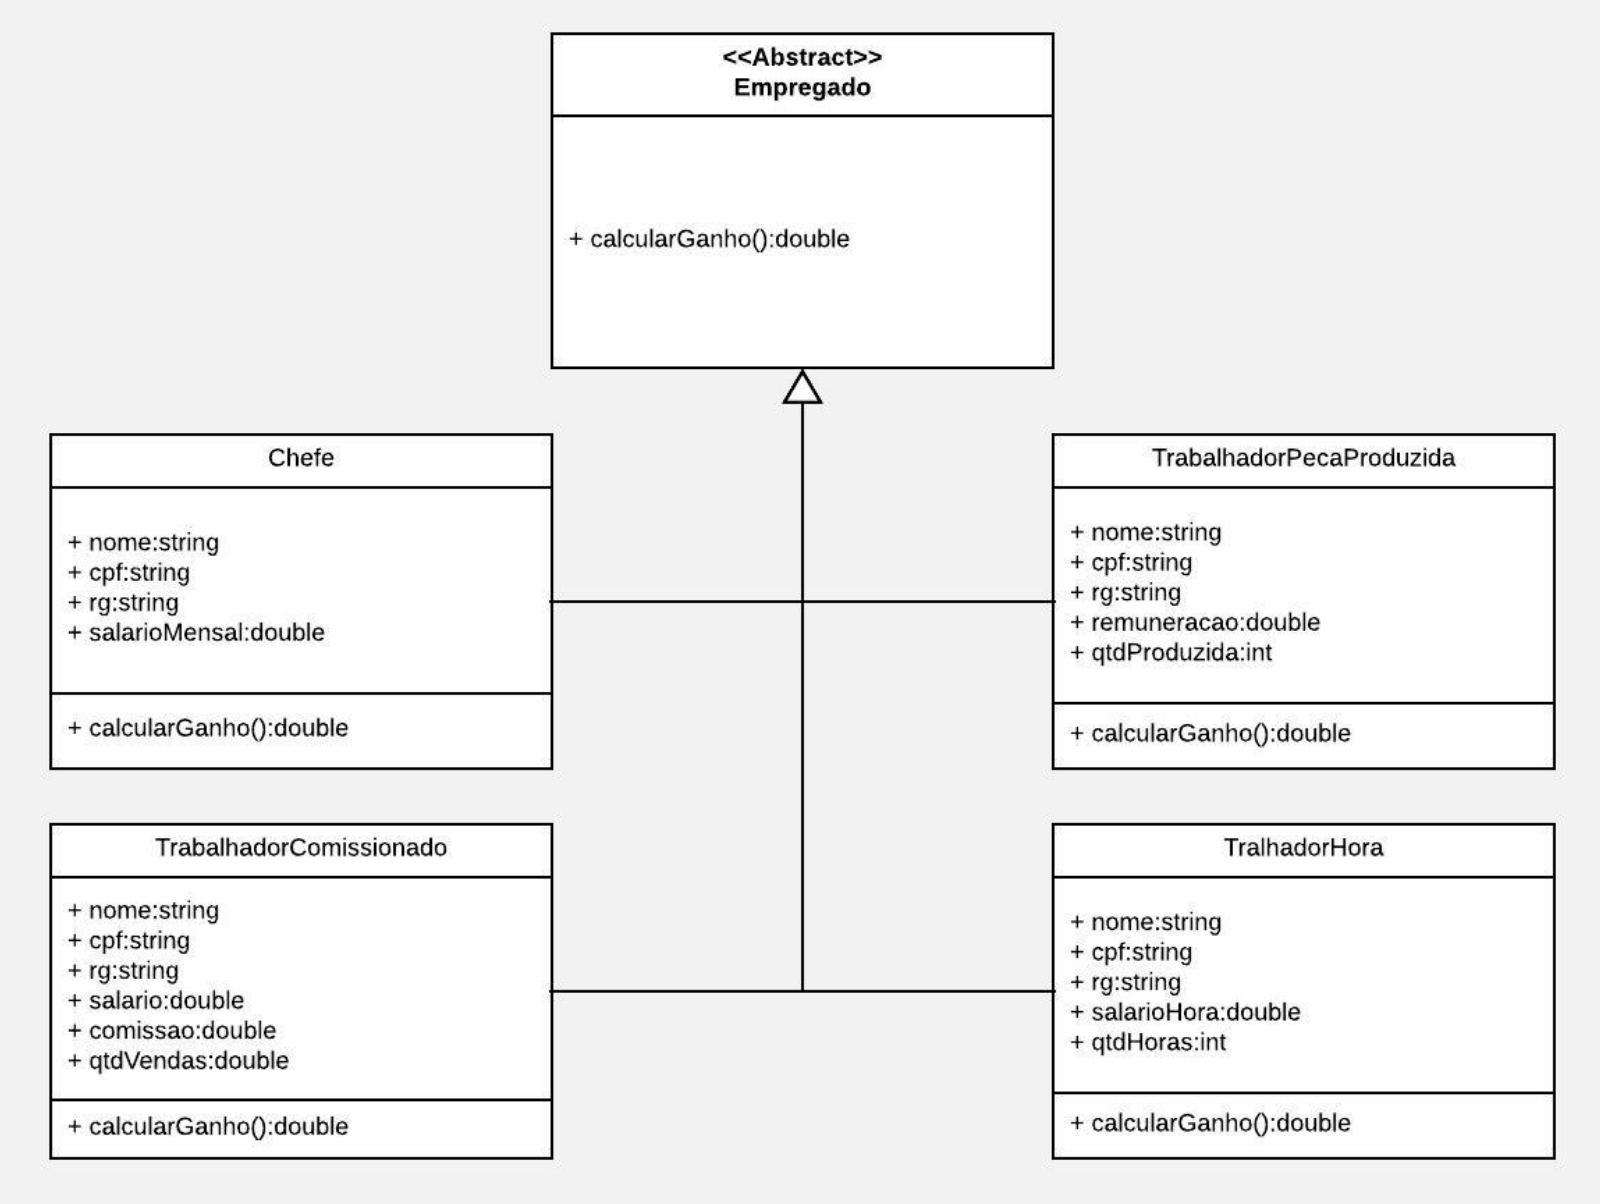 <<Abstract>>
Empregado
+ calcularGanho():double
Chefe
+ nome:string
+ cpf:string
+ rg:string
+ salarioMensal:double
+ calcularGanho():double
TrabalhadorPecaProduzida
+ nome:string
+ cpf:string
+ rg:string
+ remuneracao:double
+ qtdProduzida:int
+ calcularGanho():double
TrabalhadorComissionado
+ nome:string
+ cpf:string
+ rg:string
+ salario:double
+ comissao:double
+ qtdVendas:double
+ calcularGanho():double
TralhadorHora
+ nome:string
+ cpf:string
+ rg:string
+ salarioHora:double
+ qtdHoras:int
+ calcularGanho():double